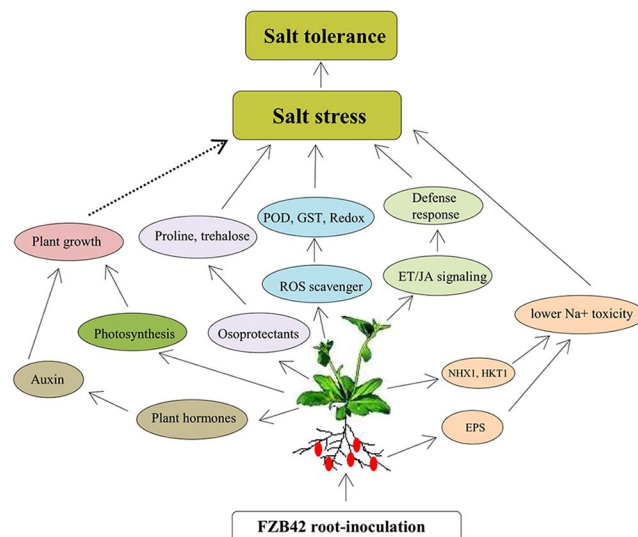 Salt tolerance
Salt stress
Defense
response
POD, GST, Redox
Plant growth
Proline, trehalose
ET/JA signaling
ROS scavenger
lower Na+ toxicity
Photosynthesis
Osoprotectants
Auxin
NHX1, HKT1
Plant hormones
EPS
FZB42 root-inoculation